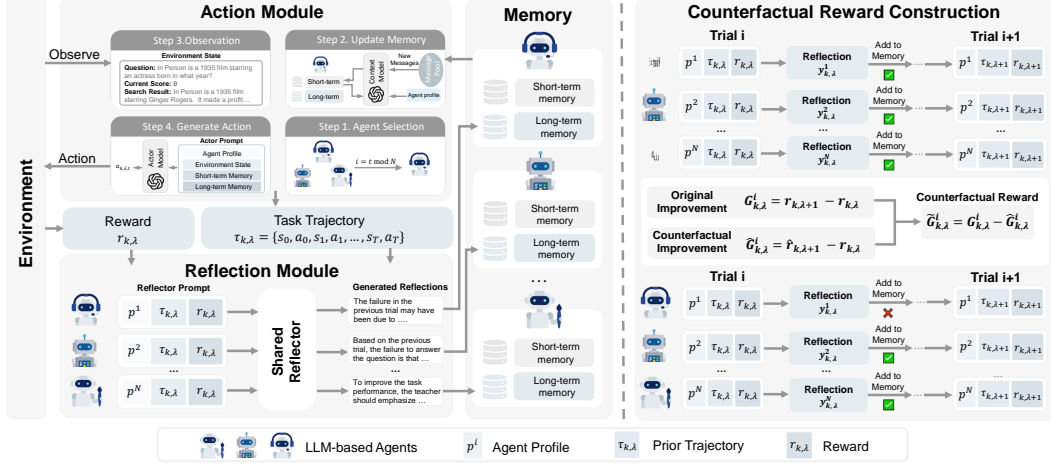 Action Module
Memory
Counterfactual Reward Construction
Environment
Observe
Action
Step 3.Observation
Environment State
Question: In Person is a 1935 film starring
an actress born in what year?
Current Score: 0
Search Result: In Person is a 1935 film
starring Ginger Rogers. It made a profit…
Step 2. Update Memory
New
Messages
Message Pool
Short-term
Long-term
Context
Model
Agent profile
Step 4. Generate Action
Actor Prompt
a_{k,λ,t}
Actor
Model
Agent Profile
Environment State
Short-term Memory
Long-term Memory
Step 1. Agent Selection
i = t mod N
Reward
r_{k,λ}
Task Trajectory
τ_{k,λ} = {s_0, a_0, s_1, a_1, …, s_T, a_T}
Reflection Module
Reflector Prompt
Generated Reflections
p^1 τ_{k,λ} r_{k,λ}
p^2 τ_{k,λ} r_{k,λ}
...
p^N τ_{k,λ} r_{k,λ}
Shared
Reflector
The failure in the
previous trial may have
been due to ….
Based on the previous
trial, the failure to answer
the question is that …
...
To improve the task
performance, the teacher
should emphasize …
Short-term
memory
Long-term
memory
Short-term
memory
Long-term
memory
...
Short-term
memory
Long-term
memory
Trial i
Trial i+1
p^1 τ_{k,λ} r_{k,λ}
Reflection
y^1_{k,λ}
Add to
Memory
...
p^1 τ_{k,λ+1} r_{k,λ+1}
p^2 τ_{k,λ} r_{k,λ}
Reflection
y^2_{k,λ}
Add to
Memory
...
p^2 τ_{k,λ+1} r_{k,λ+1}
...
...
...
p^N τ_{k,λ} r_{k,λ}
Reflection
y^N_{k,λ}
Add to
Memory
...
p^N τ_{k,λ+1} r_{k,λ+1}
Original
Improvement
G^i_{k,λ} = r_{k,λ+1} − r_{k,λ}
Counterfactual
Improvement
Ĝ^i_{k,λ} = r̂_{k,λ+1} − r_{k,λ}
Counterfactual Reward
G̃^i_{k,λ} = G^i_{k,λ} − Ĝ^i_{k,λ}
Trial i
Trial i+1
p^1 τ_{k,λ} r_{k,λ}
Reflection
y^1_{k,λ}
Add to
Memory
...
p^1 τ_{k,λ+1} r_{k,λ+1}
p^2 τ_{k,λ} r_{k,λ}
Reflection
y^2_{k,λ}
Add to
Memory
...
p^2 τ_{k,λ+1} r_{k,λ+1}
...
...
...
p^N τ_{k,λ} r_{k,λ}
Reflection
y^N_{k,λ}
Add to
Memory
...
p^N τ_{k,λ+1} r_{k,λ+1}
LLM-based Agents
p^i Agent Profile
τ_{k,λ} Prior Trajectory
r_{k,λ} Reward